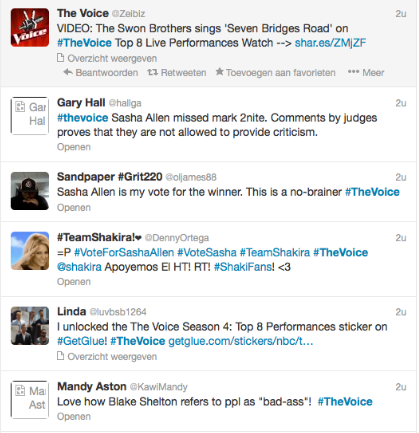 The Voice @Zeibiz 2u
VIDEO: The Swon Brothers sings 'Seven Bridges Road' on
#TheVoice Top 8 Live Performances Watch --> shar.es/ZMjZF
Overzicht weergeven
Beantwoorden Retweeten Toevoegen aan favorieten ••• Meer
Gary Hall @hallga 2u
#thevoice Sasha Allen missed mark 2nite. Comments by judges
proves that they are not allowed to provide criticism.
Openen
Sandpaper #Grit220 @oljames88 2u
Sasha Allen is my vote for the winner. This is a no-brainer #TheVoice
Openen
#TeamShakira!❤ @DennyOrtega 2u
=P #VoteForSashaAllen #VoteSasha #TeamShakira #TheVoice
@shakira Apoyemos El HT! RT! #ShakiFans! <3
Openen
Linda @luvbsb1264 2u
I unlocked the The Voice Season 4: Top 8 Performances sticker on
#GetGlue! #TheVoice getglue.com/stickers/nbc/t…
Overzicht weergeven
Mandy Aston @KawiMandy 2u
Love how Blake Shelton refers to ppl as "bad-ass"! #TheVoice
Openen